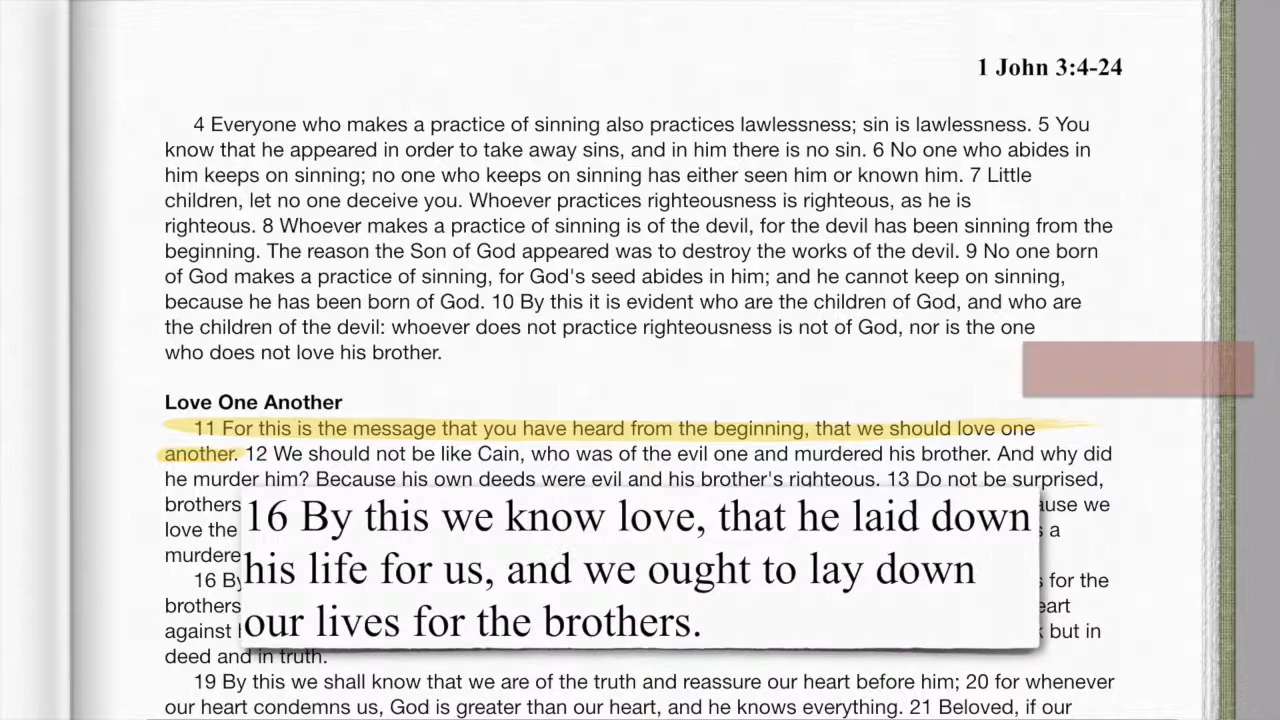 1 John 3:4-24
4 Everyone who makes a practice of sinning also practices lawlessness; sin is lawlessness. 5 You
know that he appeared in order to take away sins, and in him there is no sin. 6 No one who abides in
him keeps on sinning; no one who keeps on sinning has either seen him or known him. 7 Little
children, let no one deceive you. Whoever practices righteousness is righteous, as he is
righteous. 8 Whoever makes a practice of sinning is of the devil, for the devil has been sinning from the
beginning. The reason the Son of God appeared was to destroy the works of the devil. 9 No one born
of God makes a practice of sinning, for God's seed abides in him; and he cannot keep on sinning,
because he has been born of God. 10 By this it is evident who are the children of God, and who are
the children of the devil: whoever does not practice righteousness is not of God, nor is the one
who does not love his brother.
Love One Another
11 For this is the message that you have heard from the beginning, that we should love one
another. 12 We should not be like Cain, who was of the evil one and murdered his brother. And why did
he murder him? Because his own deeds were evil and his brother's righteous. 13 Do not be surprised,
brothers
love the
murdere
16 By this we know love, that he laid down
his life for us, and we ought to lay down
our lives for the brothers.
16 By for the
brothers eart
against but in
deed and in truth.
19 By this we shall know that we are of the truth and reassure our heart before him; 20 for whenever
our heart condemns us, God is greater than our heart, and he knows everything. 21 Beloved, if our